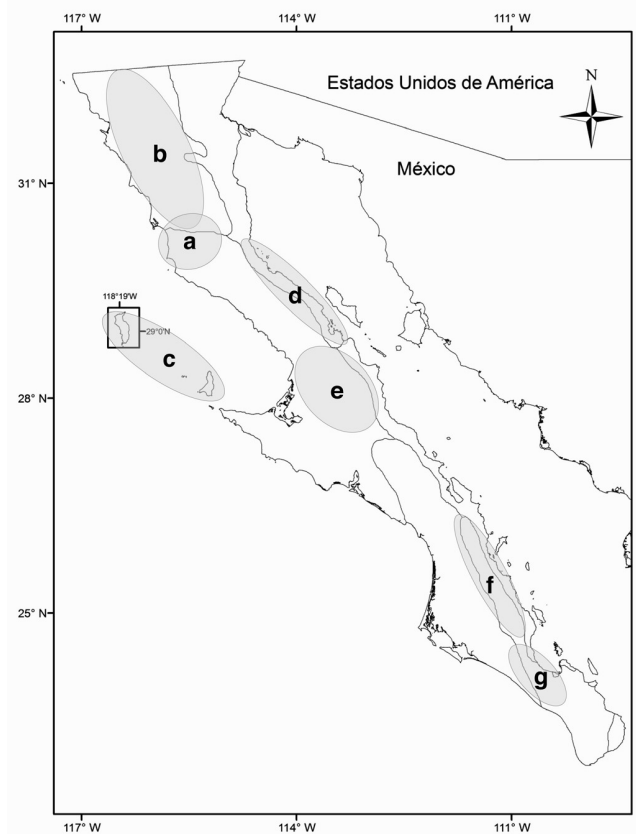 117° W 114° W 111° W
Estados Unidos de América
N
México
31° N
b
a
d
118°19'W
29°0'N
c
28° N
e
f
25° N
g
117° W 114° W 111° W